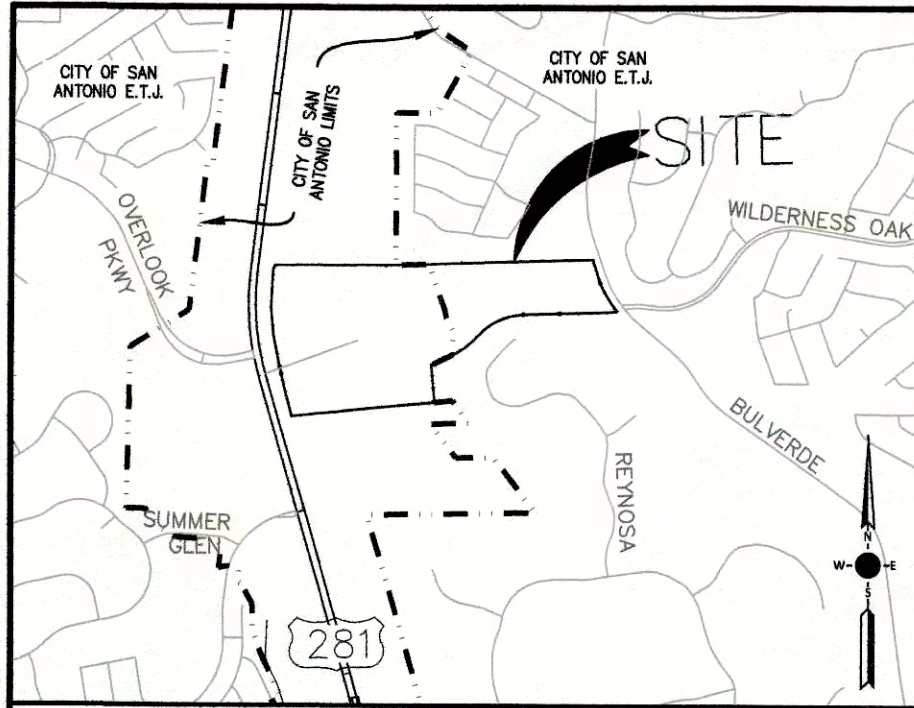 CITY OF SAN
ANTONIO E.T.J.
CITY OF SAN
ANTONIO LIMITS
CITY OF SAN
ANTONIO E.T.J.
SITE
OVERLOOK
PKWY
WILDERNESS OAK
BULVERDE
REYNOSA
SUMMER
GLEN
281
N
W
E
S